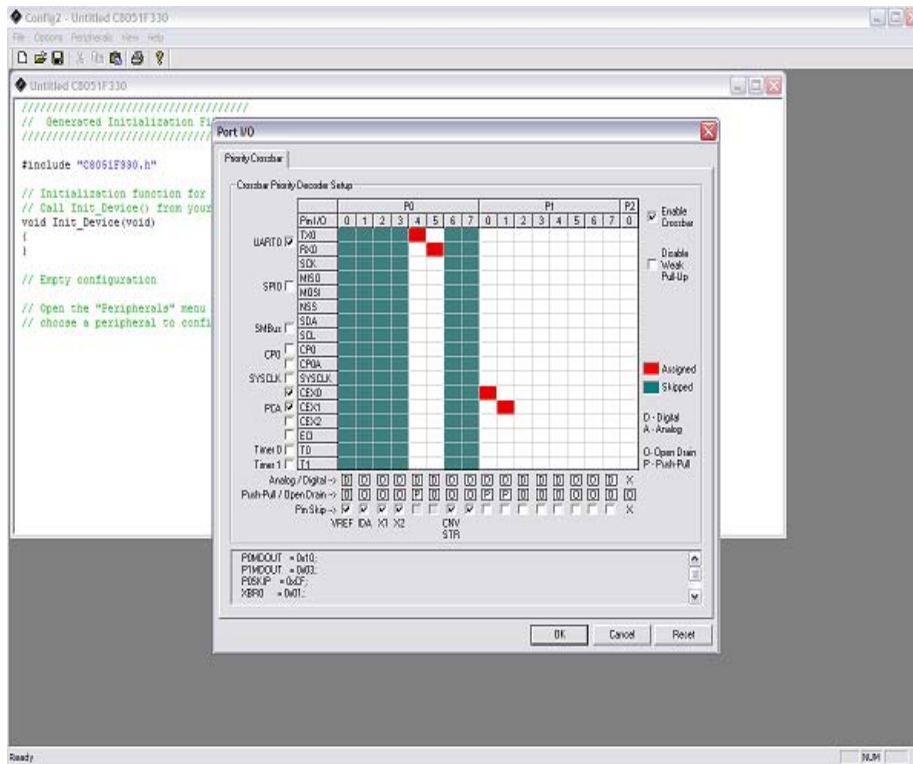 Config2 - Untitled C8051F330
File Options Peripherals View Help
Untitled C8051F330
//////////////////////////////////////
// Generated Initialization Fi
#include "C8051F330.h"
// Initialization function for
// Call Init_Device() from your
void Init_Device(void)
{
}
// Empty configuration
// Open the "Peripherals" menu
// choose a peripheral to confi
Port I/O
Priority Crossbar
Crossbar Priority Decoder Setup
P0 P1 P2
Pin I/O 0 1 2 3 4 5 6 7 0 1 2 3 4 5 6 7 0
UART0
TX0
RX0
SPI0
SCK
MISO
MOSI
NSS
SMBus
SDA
SCL
CP0
CP0
CP0A
SYSCLK SYSCLK
PCA
CEX0
CEX1
CEX2
ECI
Timer 0 T0
Timer 1 T1
Enable Crossbar
Disable Weak Pull-Up
Assigned
Skipped
D - Digital
A - Analog
O- Open Drain
P - Push-Pull
Analog / Digital -> D D D D D D D D D D D D D D D D X
Push-Pull / Open Drain -> O O O O P O O O P P O O O O O O O
Pin Skip -> X
VREF IDA X1 X2 CNV STR
P0MDOUT = 0x10;
P1MDOUT = 0x03;
P0SKIP = 0xCF;
XBR0 = 0x01;
OK Cancel Reset
Ready NUM